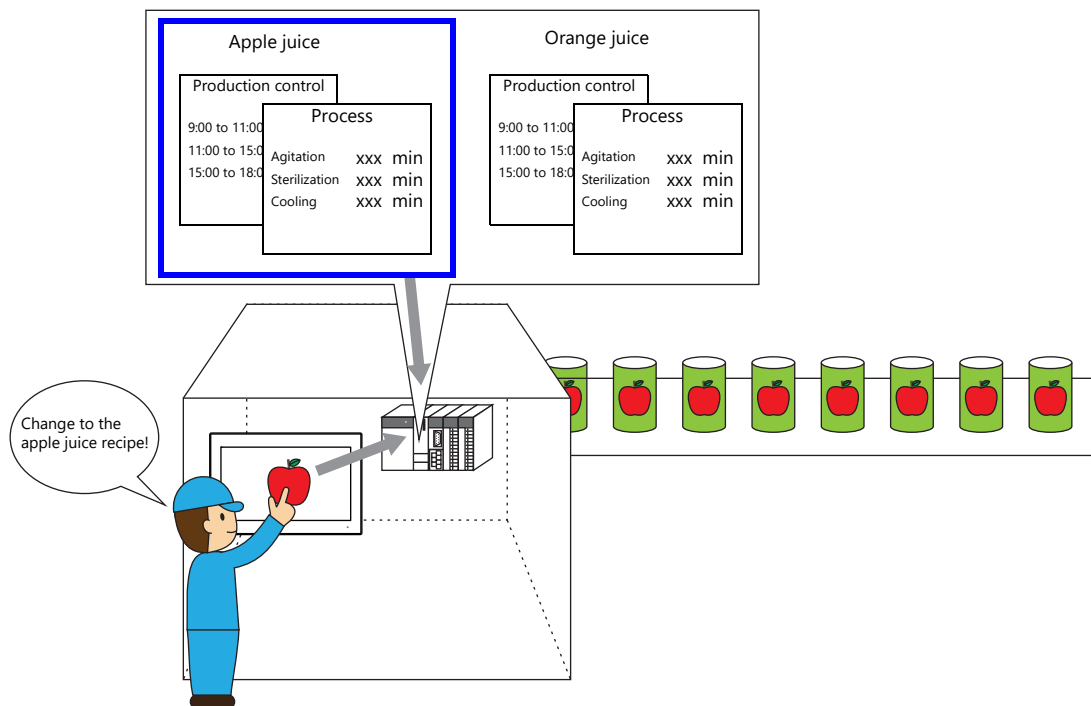 Apple juice
Production control
9:00 to 11:00
11:00 to 15:0
15:00 to 18:0
Process
Agitation xxx min
Sterilization xxx min
Cooling xxx min
Orange juice
Production control
9:00 to 11:00
11:00 to 15:0
15:00 to 18:0
Process
Agitation xxx min
Sterilization xxx min
Cooling xxx min
Change to the
apple juice recipe!